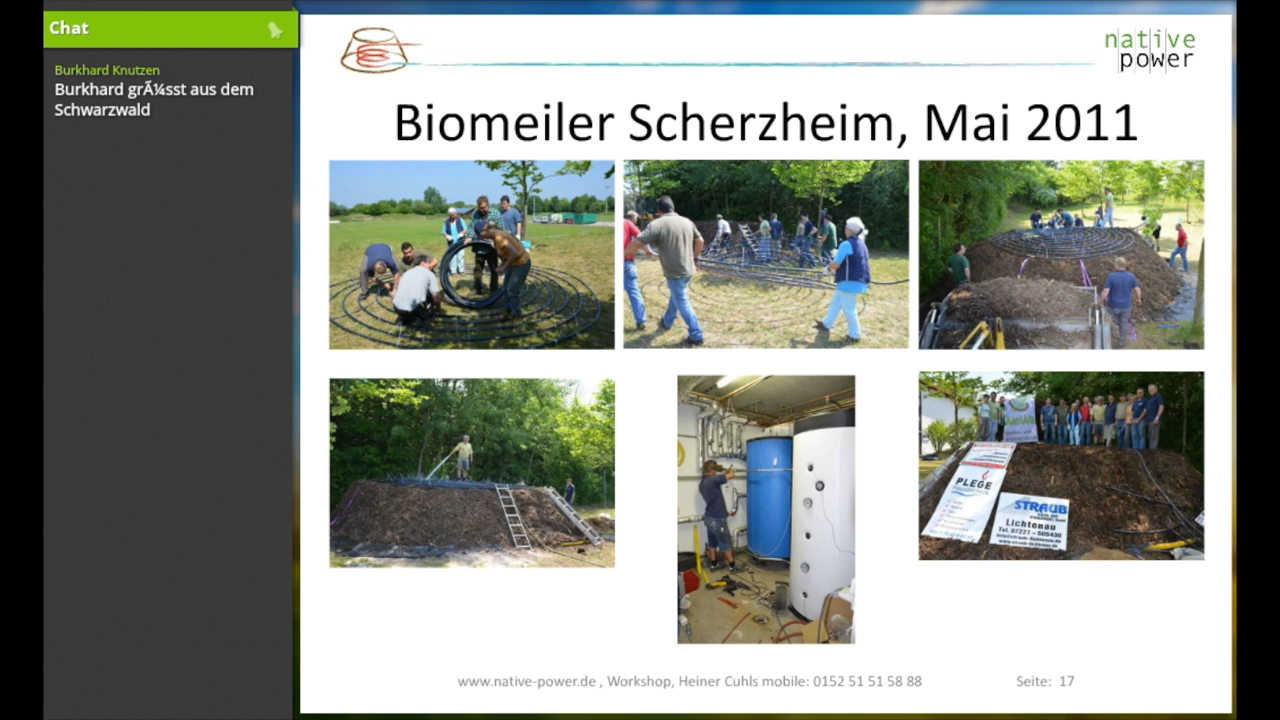 Chat
Burkhard Knutzen
Burkhard grÃ¼sst aus dem
Schwarzwald
native
power
Biomeiler Scherzheim, Mai 2011
PLEGE
STRAUB
Lichtenau
Tel. 07227 - 505430
www.native-power.de , Workshop, Heiner Cuhls mobile: 0152 51 51 58 88
Seite: 17